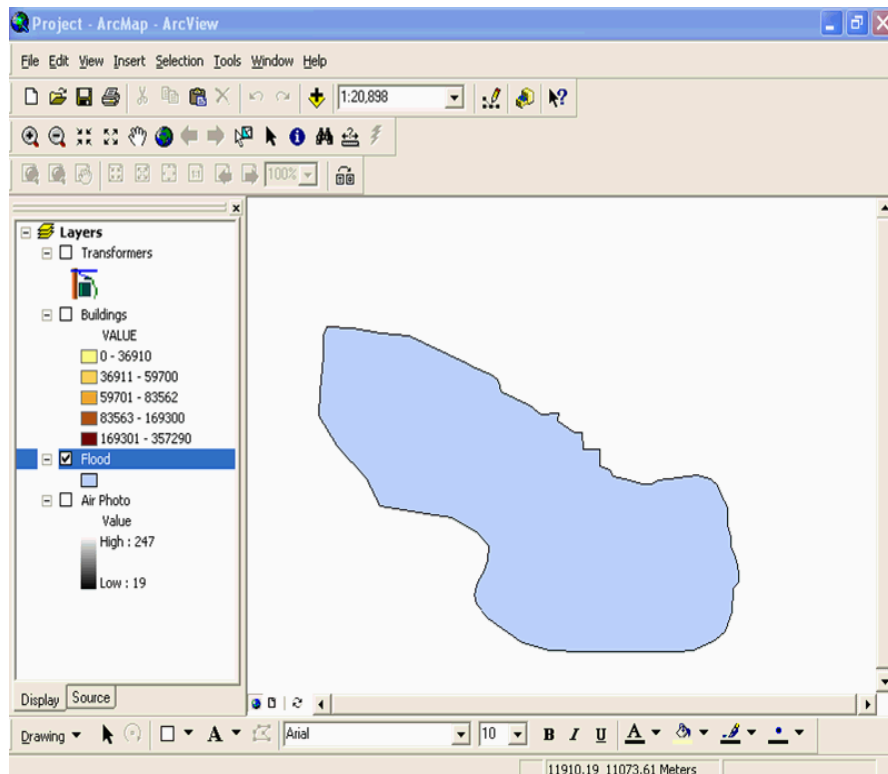 Project - ArcMap - ArcView
File Edit View Insert Selection Tools Window Help
1:20,898
100%
Layers
Transformers
Buildings
VALUE
0 - 36910
36911 - 59700
59701 - 83562
83563 - 169300
169301 - 357290
Flood
Air Photo
Value
High : 247
Low : 19
Display Source
Drawing A Arial 10 B I U A
11910.19 11073.61 Meters